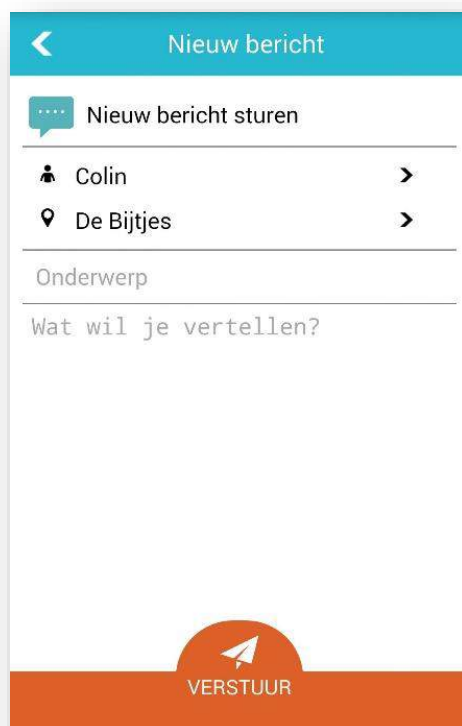 Nieuw bericht
Nieuw bericht sturen
Colin
De Bijtjes
Onderwerp
Wat wil je vertellen?
VERSTUUR